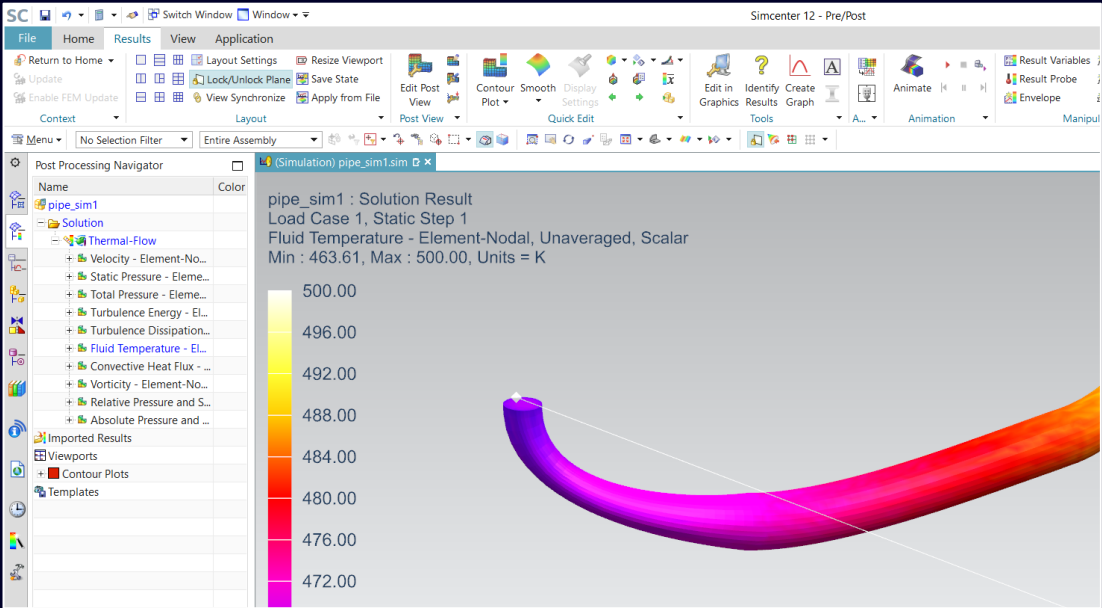 SC Switch Window Window Simcenter 12 - Pre/Post
File Home Results View Application
Return to Home Layout Settings Resize Viewport Result Variables
Update Lock/Unlock Plane Save State Edit Post View Contour Plot Smooth Display Settings Edit in Graphics Identify Results Create Graph A Animate Result Probe
Enable FEM Update View Synchronize Apply from File Envelope
Context Layout Post View Quick Edit Tools A... Animation Manipul
Menu No Selection Filter Entire Assembly
Post Processing Navigator
(Simulation) pipe_sim1.sim
Name Color
pipe_sim1
Solution
Thermal-Flow
Velocity - Element-No...
Static Pressure - Eleme...
Total Pressure - Eleme...
Turbulence Energy - El...
Turbulence Dissipation...
Fluid Temperature - El...
Convective Heat Flux - ...
Vorticity - Element-No...
Relative Pressure and S...
Absolute Pressure and ...
Imported Results
Viewports
Contour Plots
Templates
pipe_sim1 : Solution Result
Load Case 1, Static Step 1
Fluid Temperature - Element-Nodal, Unaveraged, Scalar
Min : 463.61, Max : 500.00, Units = K
500.00
496.00
492.00
488.00
484.00
480.00
476.00
472.00